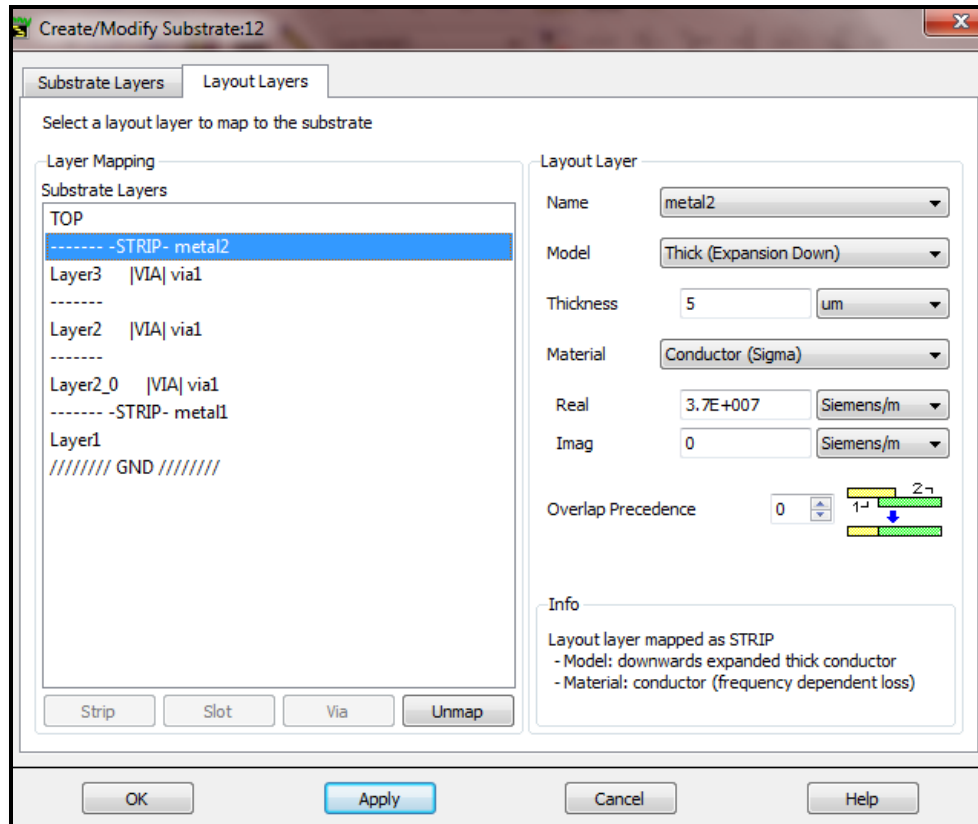 Create/Modify Substrate:12
Substrate Layers
Layout Layers
Select a layout layer to map to the substrate
Layer Mapping
Substrate Layers
TOP
------- -STRIP- metal2
Layer3 |VIA| via1
-------
Layer2 |VIA| via1
-------
Layer2_0 |VIA| via1
------- -STRIP- metal1
Layer1
//////// GND ////////
Strip
Slot
Via
Unmap
Layout Layer
Name metal2
Model Thick (Expansion Down)
Thickness 5 um
Material Conductor (Sigma)
Real 3.7E+007 Siemens/m
Imag 0 Siemens/m
Overlap Precedence 0
1 2
Info
Layout layer mapped as STRIP
- Model: downwards expanded thick conductor
- Material: conductor (frequency dependent loss)
OK
Apply
Cancel
Help